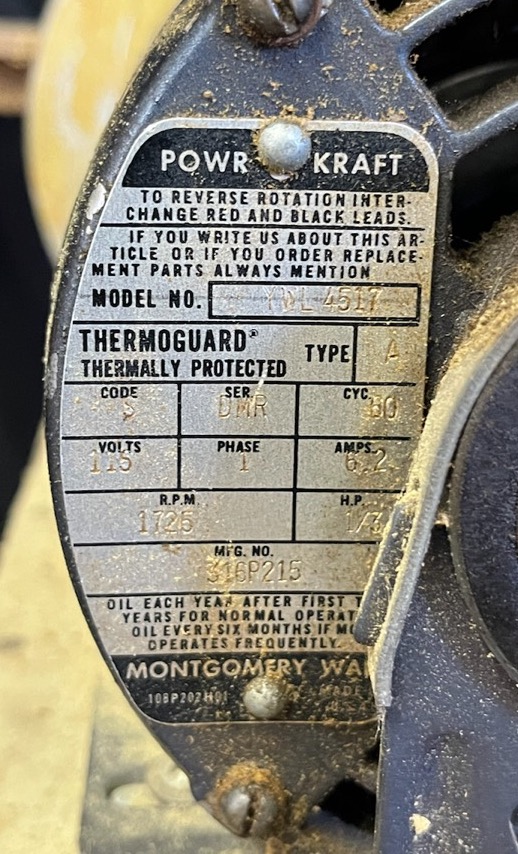 POWR KRAFT
TO REVERSE ROTATION INTER-
CHANGE RED AND BLACK LEADS.
IF YOU WRITE US ABOUT THIS AR-
TICLE OR IF YOU ORDER REPLACE-
MENT PARTS ALWAYS MENTION
MODEL NO. 4517
THERMOGUARD®
THERMALLY PROTECTED TYPE A
CODE SER. CYC.
S DMR 60
VOLTS PHASE AMPS.
115 1 6.2
R.P.M. H.P.
1725 1/3
MFG. NO.
316P215
OIL EACH YEAR AFTER FIRST
YEARS FOR NORMAL
OIL EVERY SIX MONTHS IF
OPERATES FREQUENTLY.
MONTGOMERY
10BP202H01 MADE